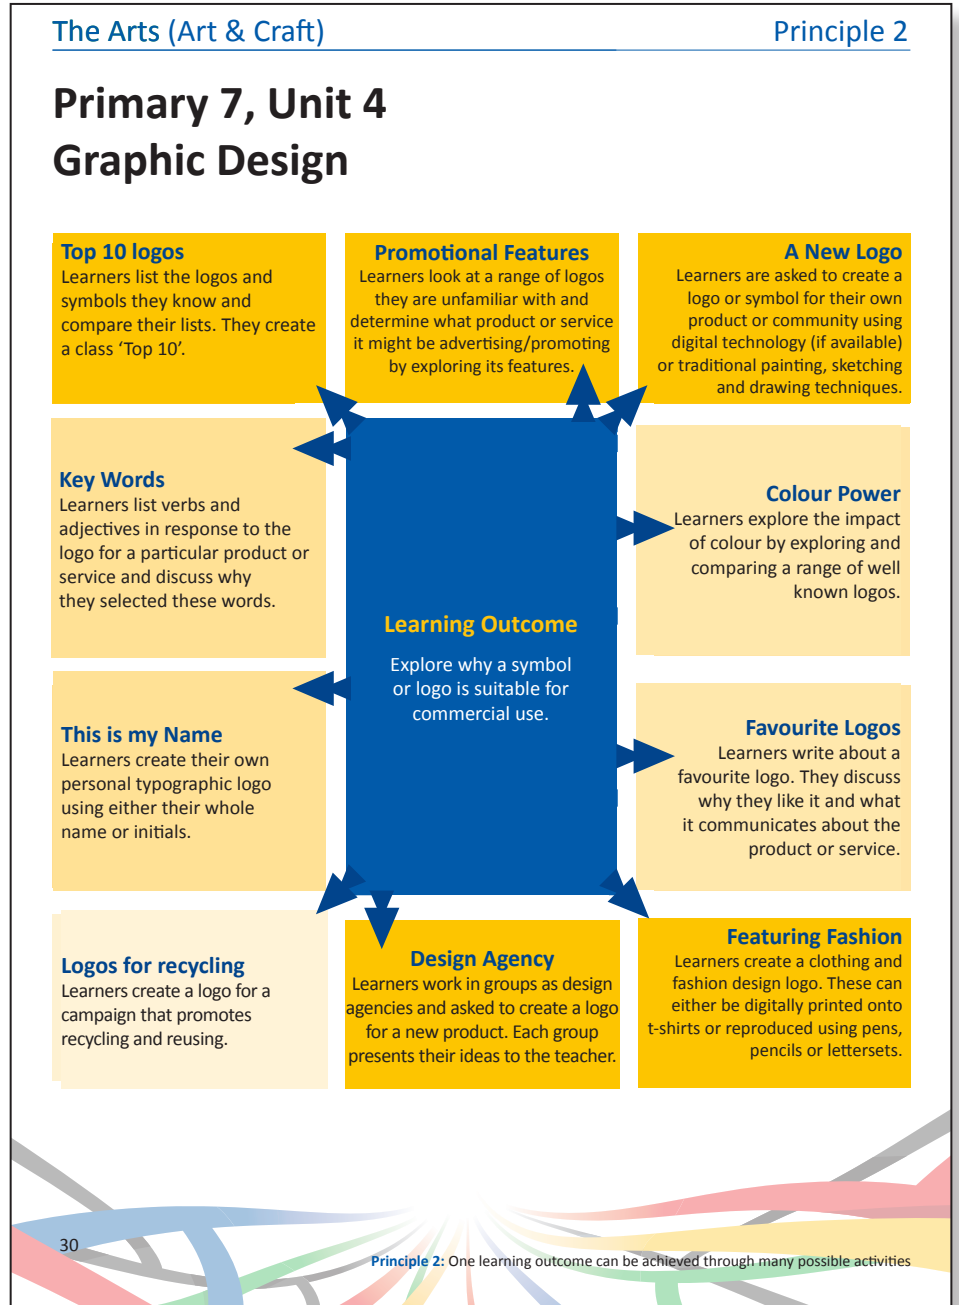 The Arts (Art & Craft)
Principle 2
Primary 7, Unit 4
Graphic Design
Top 10 logos
Learners list the logos and
symbols they know and
compare their lists. They create
a class ‘Top 10’.
Promotional Features
Learners look at a range of logos
they are unfamiliar with and
determine what product or service
it might be advertising/promoting
by exploring its features.
A New Logo
Learners are asked to create a
logo or symbol for their own
product or community using
digital technology (if available)
or traditional painting, sketching
and drawing techniques.
Key Words
Learners list verbs and
adjectives in response to the
logo for a particular product or
service and discuss why
they selected these words.
Colour Power
Learners explore the impact
of colour by exploring and
comparing a range of well
known logos.
Learning Outcome
Explore why a symbol
or logo is suitable for
commercial use.
This is my Name
Learners create their own
personal typographic logo
using either their whole
name or initials.
Favourite Logos
Learners write about a
favourite logo. They discuss
why they like it and what
it communicates about the
product or service.
Logos for recycling
Learners create a logo for a
campaign that promotes
recycling and reusing.
Design Agency
Learners work in groups as design
agencies and asked to create a logo
for a new product. Each group
presents their ideas to the teacher.
Featuring Fashion
Learners create a clothing and
fashion design logo. These can
either be digitally printed onto
t-shirts or reproduced using pens,
pencils or lettersets.
30
Principle 2: One learning outcome can be achieved through many possible activities